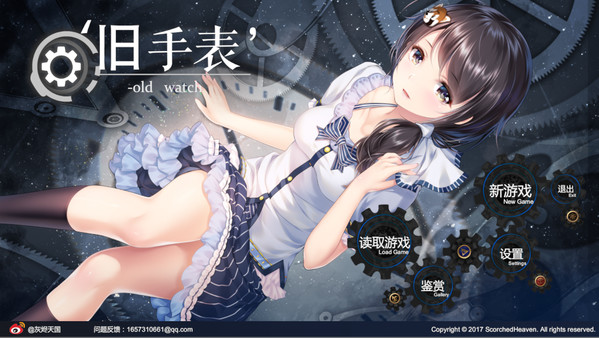 ‘旧手表’
-old watch
新游戏
New Game
退出
Exit
读取游戏
Load Game
设置
Settings
鉴赏
Gallery
@灰烬天国
问题反馈：1657310661@qq.com
Copyright © 2017 ScorchedHeaven. All rights reserved.